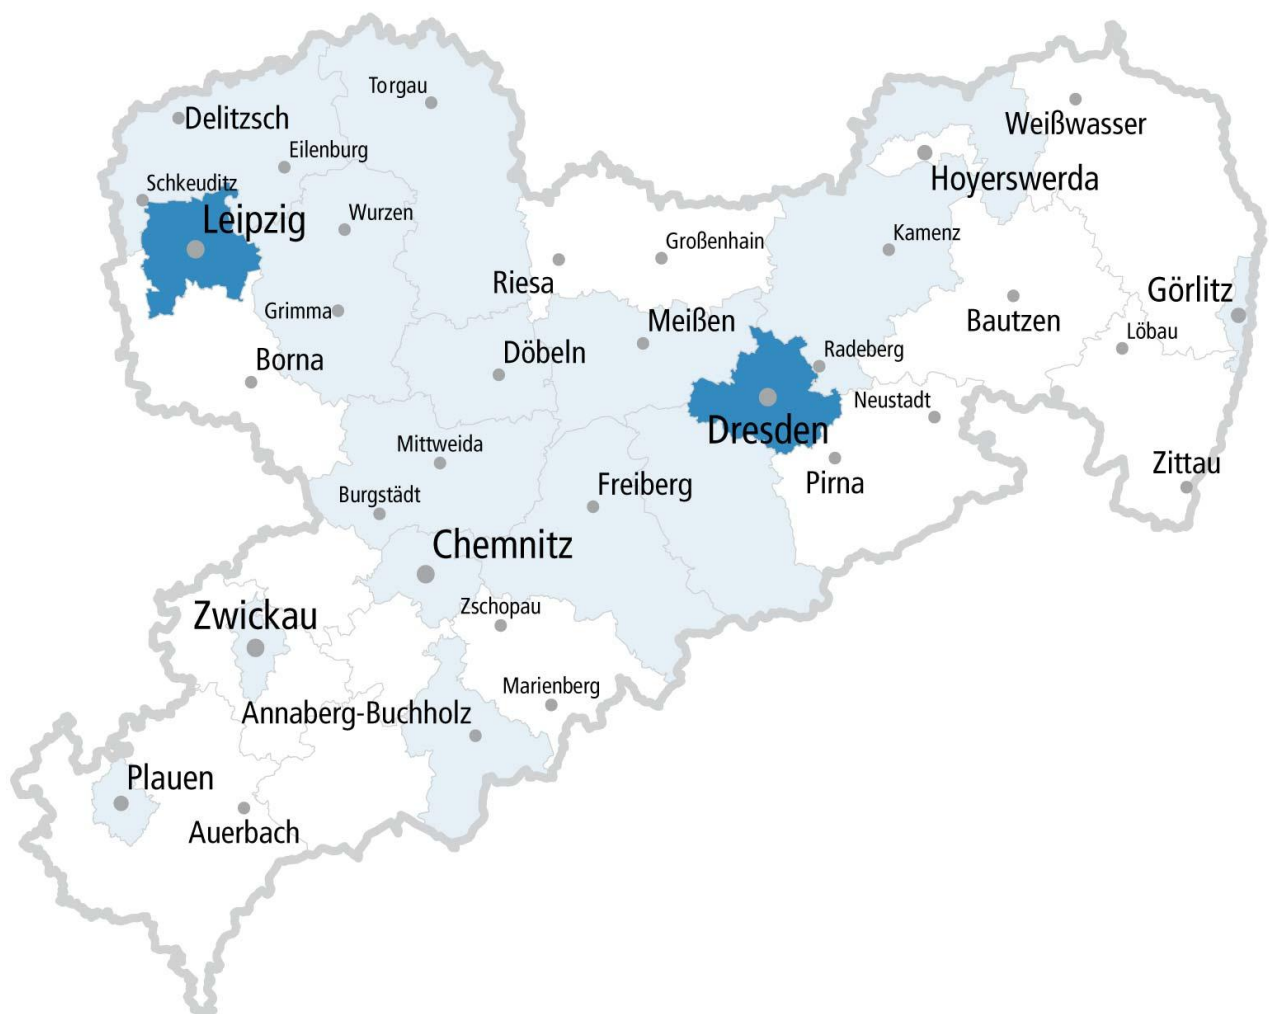 Torgau
Delitzsch
Weißwasser
Eilenburg
Hoyerswerda
Schkeuditz
Leipzig
Wurzen
Kamenz
Großenhain
Riesa
Görlitz
Grimma
Meißen
Bautzen
Löbau
Döbeln
Radeberg
Borna
Neustadt
Dresden
Mittweida
Zittau
Pirna
Freiberg
Burgstädt
Chemnitz
Zschopau
Zwickau
Marienberg
Annaberg-Buchholz
Plauen
Auerbach